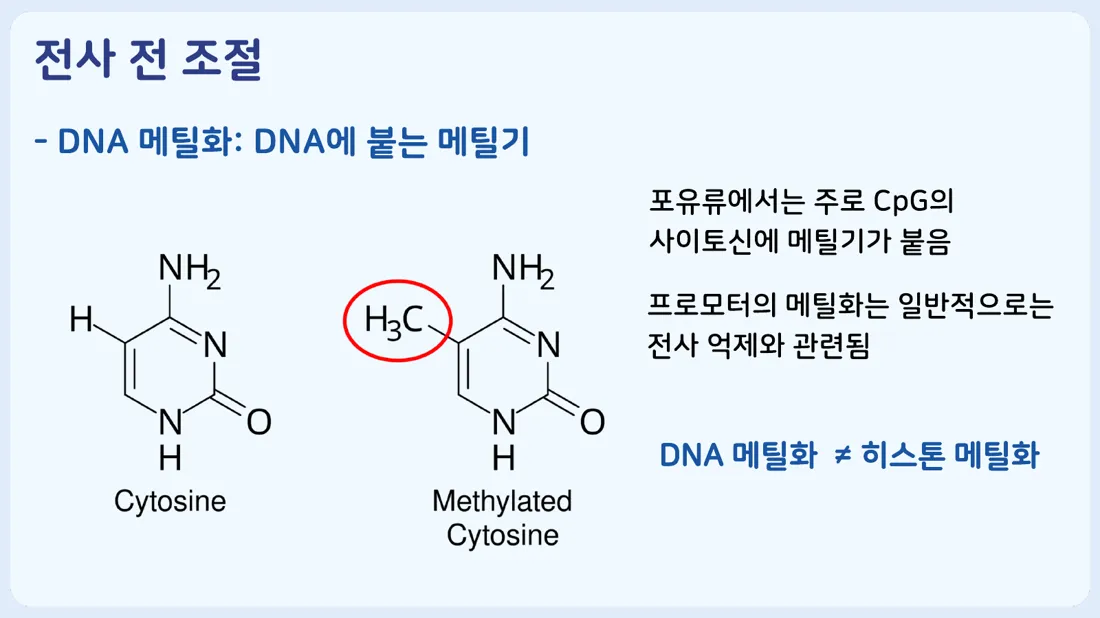 전사 전 조절
- DNA 메틸화: DNA에 붙는 메틸기
포유류에서는 주로 CpG의
사이토신에 메틸기가 붙음
프로모터의 메틸화는 일반적으로는
전사 억제와 관련됨
DNA 메틸화 ≠ 히스톤 메틸화
NH₂
H
N
N
H
O
Cytosine
NH₂
H₃C
N
N
H
O
Methylated
Cytosine